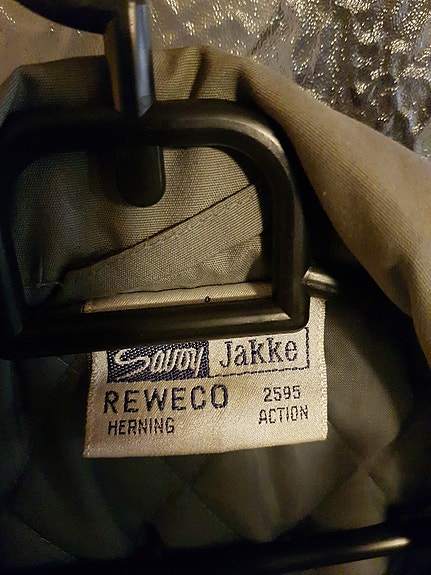 Savoy Jakke
REWECO 2595
HERNING ACTION